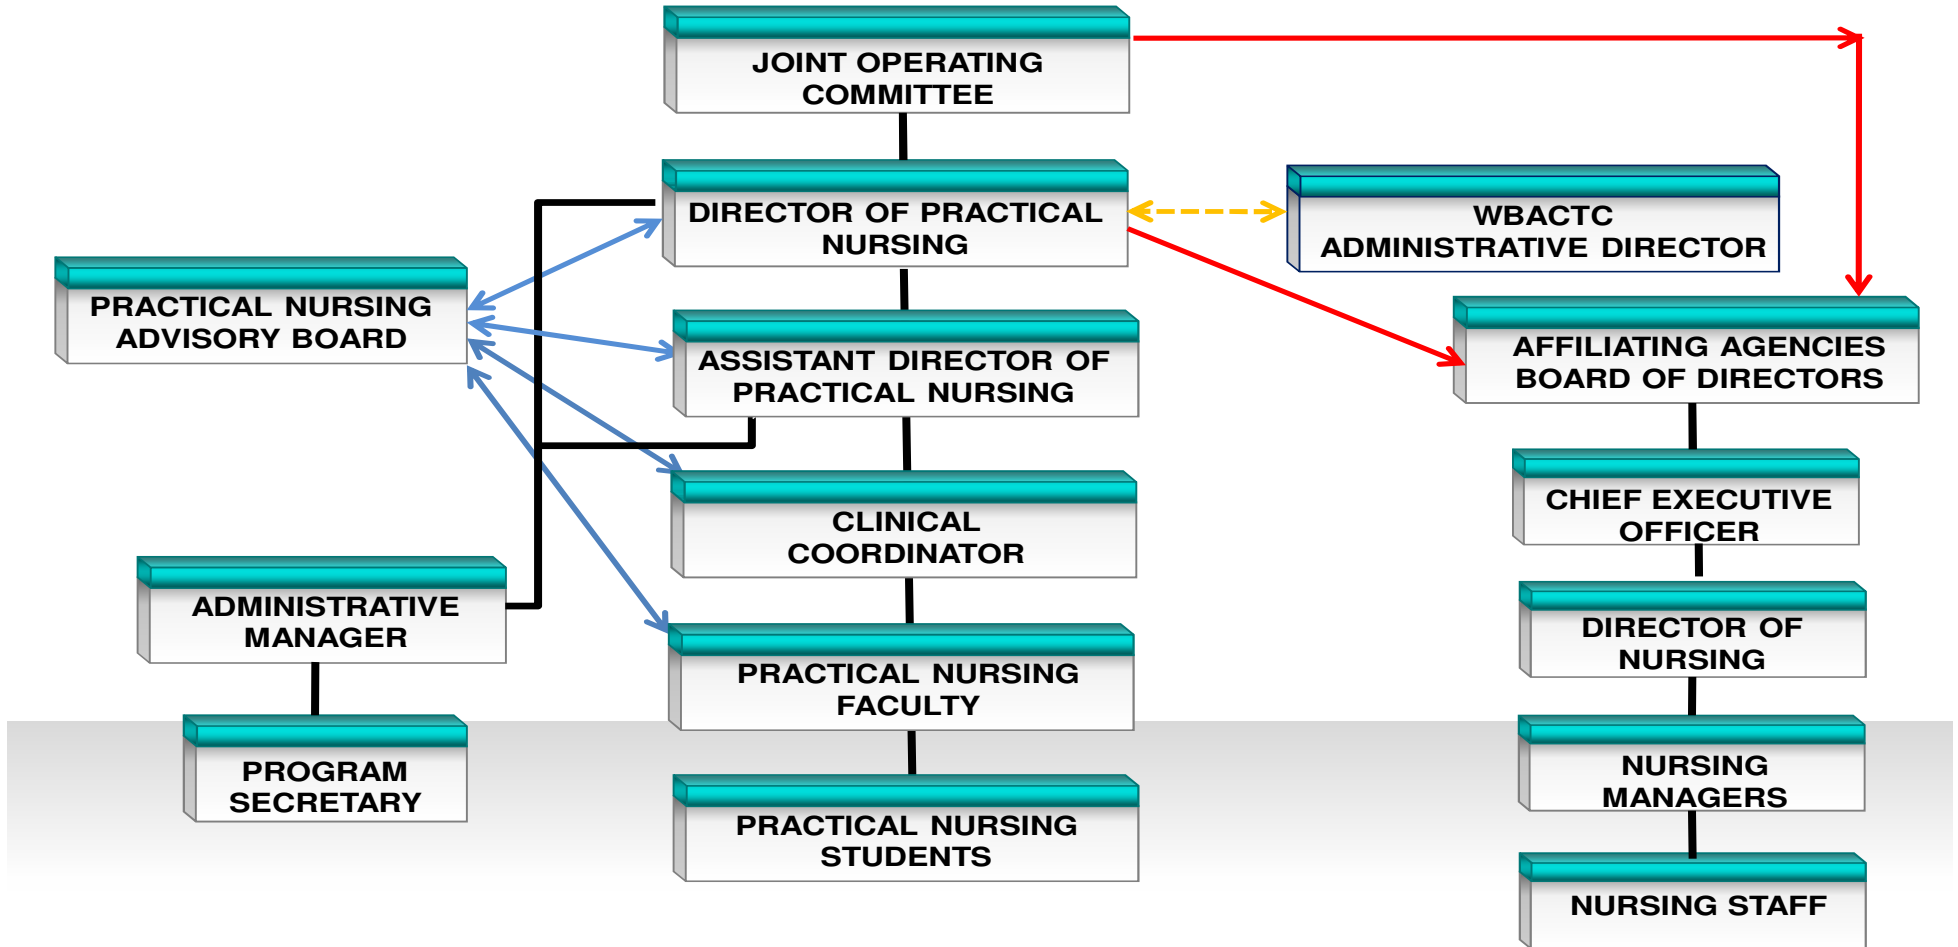 JOINT OPERATING
COMMITTEE
DIRECTOR OF PRACTICAL
NURSING
WBACTC
ADMINISTRATIVE DIRECTOR
PRACTICAL NURSING
ADVISORY BOARD
ASSISTANT DIRECTOR OF
PRACTICAL NURSING
AFFILIATING AGENCIES
BOARD OF DIRECTORS
CLINICAL
COORDINATOR
CHIEF EXECUTIVE
OFFICER
ADMINISTRATIVE
MANAGER
PRACTICAL NURSING
FACULTY
DIRECTOR OF
NURSING
PROGRAM
SECRETARY
PRACTICAL NURSING
STUDENTS
NURSING
MANAGERS
NURSING STAFF